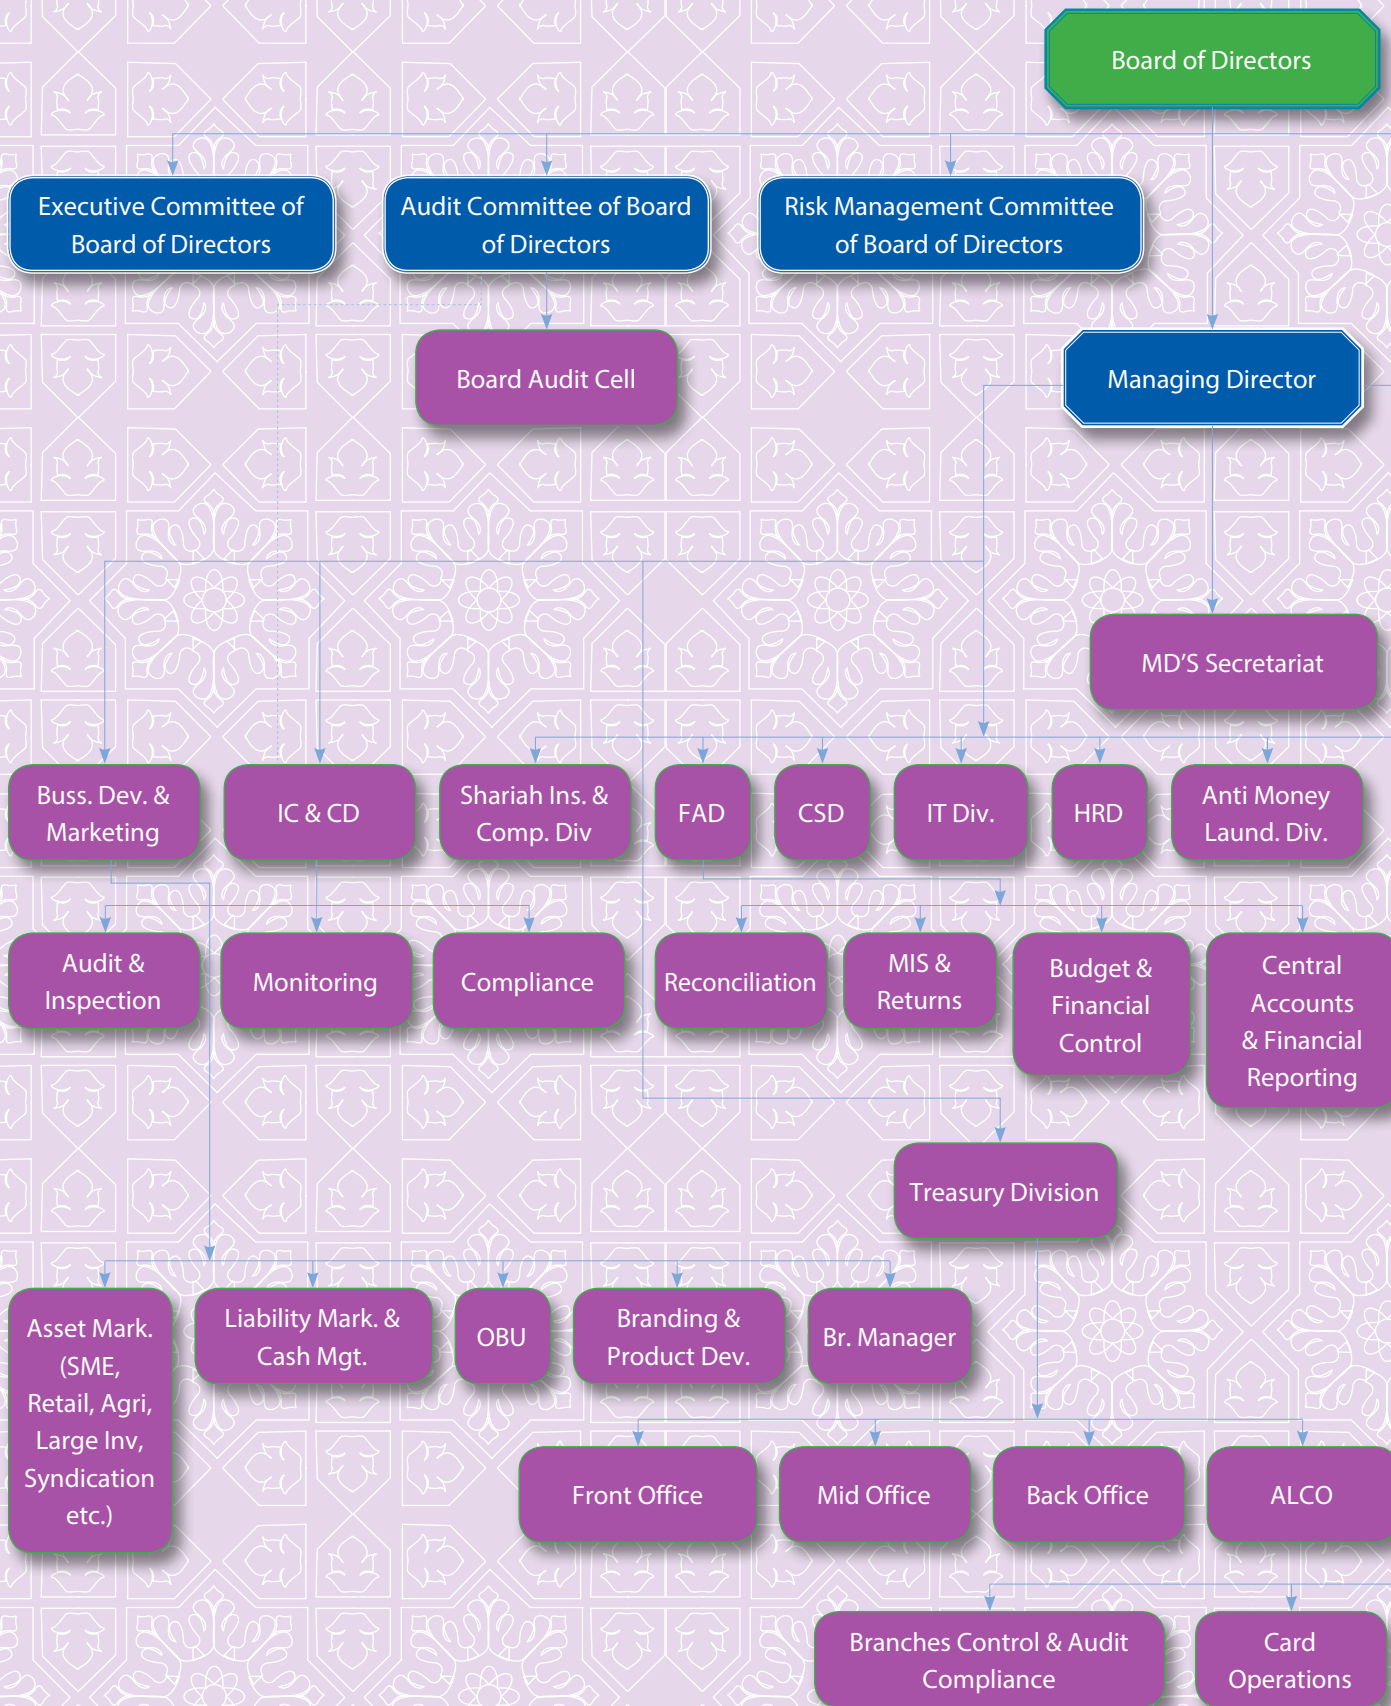 Board of Directors
Executive Committee of
Board of Directors
Audit Committee of Board
of Directors
Risk Management Committee
of Board of Directors
Board Audit Cell
Managing Director
MD'S Secretariat
Buss. Dev. &
Marketing
IC & CD
Shariah Ins. &
Comp. Div
FAD
CSD
IT Div.
HRD
Anti Money
Laund. Div.
Audit &
Inspection
Monitoring
Compliance
Reconciliation
MIS &
Returns
Budget &
Financial
Control
Central
Accounts
& Financial
Reporting
Treasury Division
Asset Mark.
(SME,
Retail, Agri,
Large Inv,
Syndication
etc.)
Liability Mark. &
Cash Mgt.
OBU
Branding &
Product Dev.
Br. Manager
Front Office
Mid Office
Back Office
ALCO
Branches Control & Audit
Compliance
Card
Operations